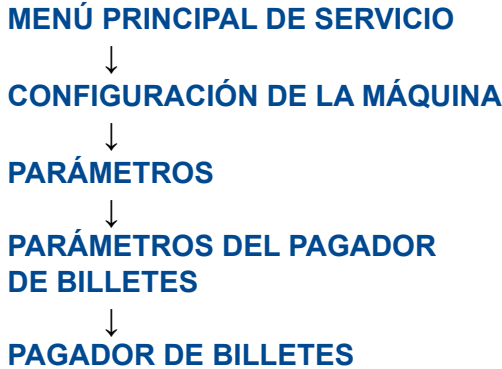 MENÚ PRINCIPAL DE SERVICIO
↓
CONFIGURACIÓN DE LA MÁQUINA
↓
PARÁMETROS
↓
PARÁMETROS DEL PAGADOR
DE BILLETES
↓
PAGADOR DE BILLETES